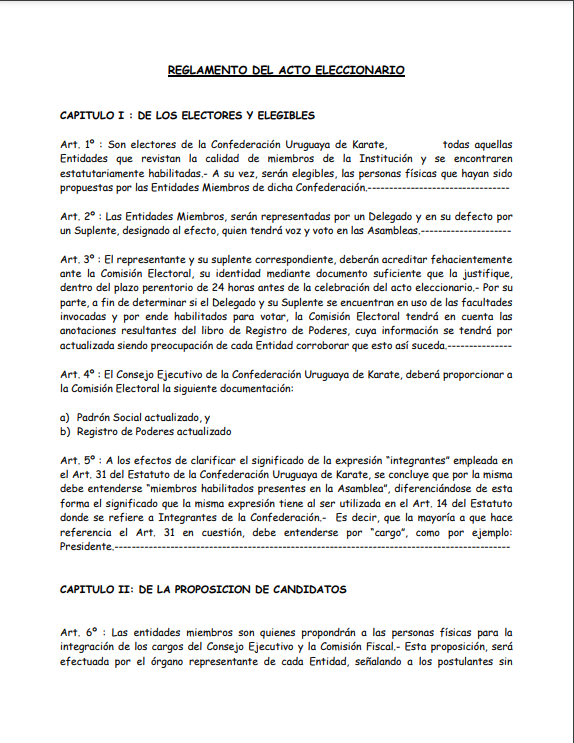 REGLAMENTO DEL ACTO ELECCIONARIO
CAPITULO I : DE LOS ELECTORES Y ELEGIBLES
Art. 1º : Son electores de la Confederación Uruguaya de Karate, todas aquellas
Entidades que revistan la calidad de miembros de la Institución y se encontraren
estatutariamente habilitadas.- A su vez, serán elegibles, las personas físicas que hayan sido
propuestas por las Entidades Miembros de dicha Confederación.---------------------------------
Art. 2º : Las Entidades Miembros, serán representadas por un Delegado y en su defecto por
un Suplente, designado al efecto, quien tendrá voz y voto en las Asambleas.---------------------
Art. 3º : El representante y su suplente correspondiente, deberán acreditar fehacientemente
ante la Comisión Electoral, su identidad mediante documento suficiente que la justifique,
dentro del plazo perentorio de 24 horas antes de la celebración del acto eleccionario.- Por su
parte, a fin de determinar si el Delegado y su Suplente se encuentran en uso de las facultades
invocadas y por ende habilitados para votar, la Comisión Electoral tendrá en cuenta las
anotaciones resultantes del libro de Registro de Poderes, cuya información se tendrá por
actualizada siendo preocupación de cada Entidad corroborar que esto así suceda.---------------
Art. 4º : El Consejo Ejecutivo de la Confederación Uruguaya de Karate, deberá proporcionar a
la Comisión Electoral la siguiente documentación:
a) Padrón Social actualizado, y
b) Registro de Poderes actualizado
Art. 5º : A los efectos de clarificar el significado de la expresión "integrantes" empleada en
el Art. 31 del Estatuto de la Confederación Uruguaya de Karate, se concluye que por la misma
debe entenderse "miembros habilitados presentes en la Asamblea", diferenciándose de esta
forma el significado que la misma expresión tiene al ser utilizada en el Art. 14 del Estatuto
donde se refiere a Integrantes de la Confederación.- Es decir, que la mayoría a que hace
referencia el Art. 31 en cuestión, debe entenderse por "cargo", como por ejemplo:
Presidente.---------------------------------------------------------------------------------------------
CAPITULO II: DE LA PROPOSICION DE CANDIDATOS
Art. 6º : Las entidades miembros son quienes propondrán a las personas físicas para la
integración de los cargos del Consejo Ejecutivo y la Comisión Fiscal.- Esta proposición, será
efectuada por el órgano representante de cada Entidad, señalando a los postulantes sin